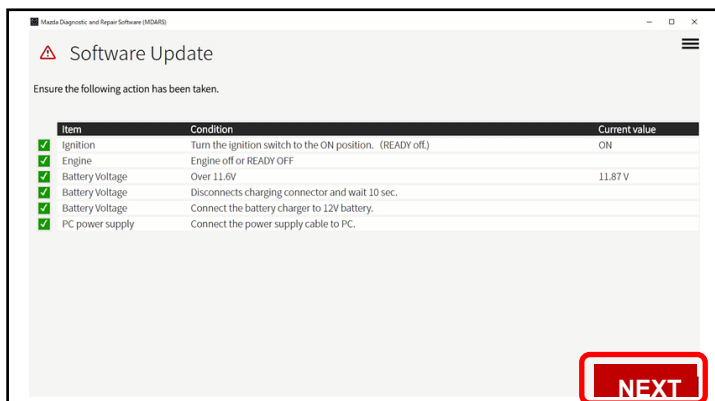 Mazda Diagnostic and Repair Software (MDARS)
Software Update
Ensure the following action has been taken.
Item Condition Current value
Ignition Turn the ignition switch to the ON position. (READY off.) ON
Engine Engine off or READY OFF
Battery Voltage Over 11.6V 11.87 V
Battery Voltage Disconnects charging connector and wait 10 sec.
Battery Voltage Connect the battery charger to 12V battery.
PC power supply Connect the power supply cable to PC.
NEXT